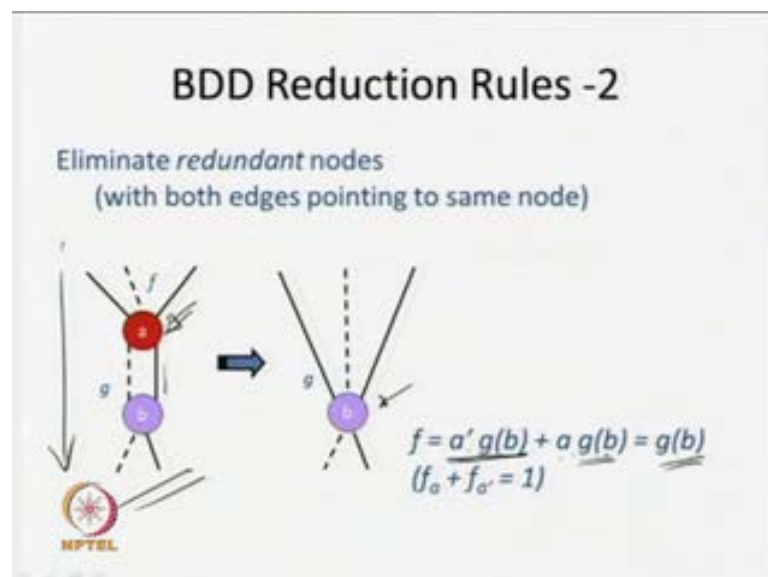 BDD Reduction Rules -2
Eliminate redundant nodes
(with both edges pointing to same node)
f
a
g
b
g
b
f = a' g(b) + a g(b) = g(b)
(fₐ + fₐ' = 1)
NPTEL